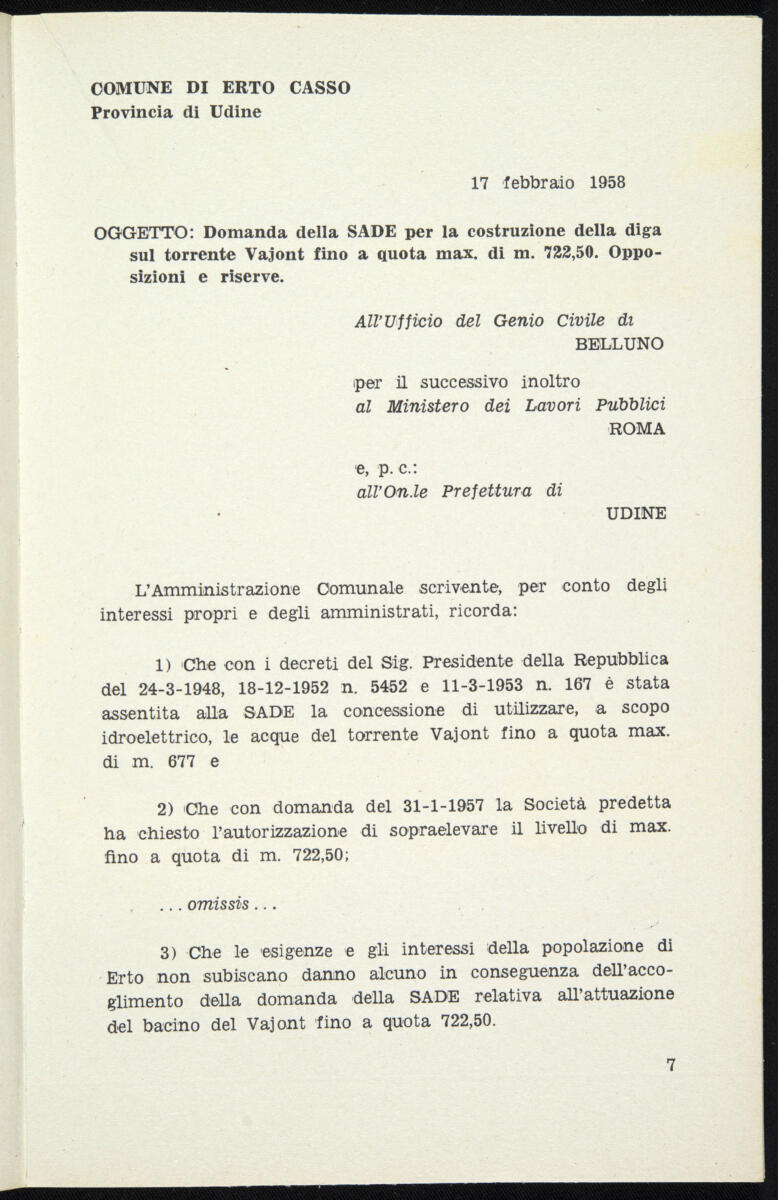 COMUNE DI ERTO CASSO
Provincia di Udine
17 febbraio 1958
OGGETTO: Domanda della SADE per la costruzione della diga
sul torrente Vajont fino a quota max. di m. 722,50. Oppo-
sizioni e riserve.
All'Ufficio del Genio Civile di
BELLUNO
per il successivo inoltro
al Ministero dei Lavori Pubblici
ROMA
e, p. c.:
all'On.le Prefettura di
UDINE
L'Amministrazione Comunale scrivente, per conto degli
interessi propri e degli amministrati, ricorda:
1) Che con i decreti del Sig. Presidente della Repubblica
del 24-3-1948, 18-12-1952 n. 5452 e 11-3-1953 n. 167 è stata
assentita alla SADE la concessione di utilizzare, a scopo
idroelettrico, le acque del torrente Vajont fino a quota max.
di m. 677 e
2) Che con domanda del 31-1-1957 la Società predetta
ha chiesto l'autorizzazione di sopraelevare il livello di max.
fino a quota di m. 722,50;
...omissis...
3) Che le esigenze e gli interessi della popolazione di
Erto non subiscano danno alcuno in conseguenza dell'acco-
glimento della domanda della SADE relativa all'attuazione
del bacino del Vajont fino a quota 722,50.
7